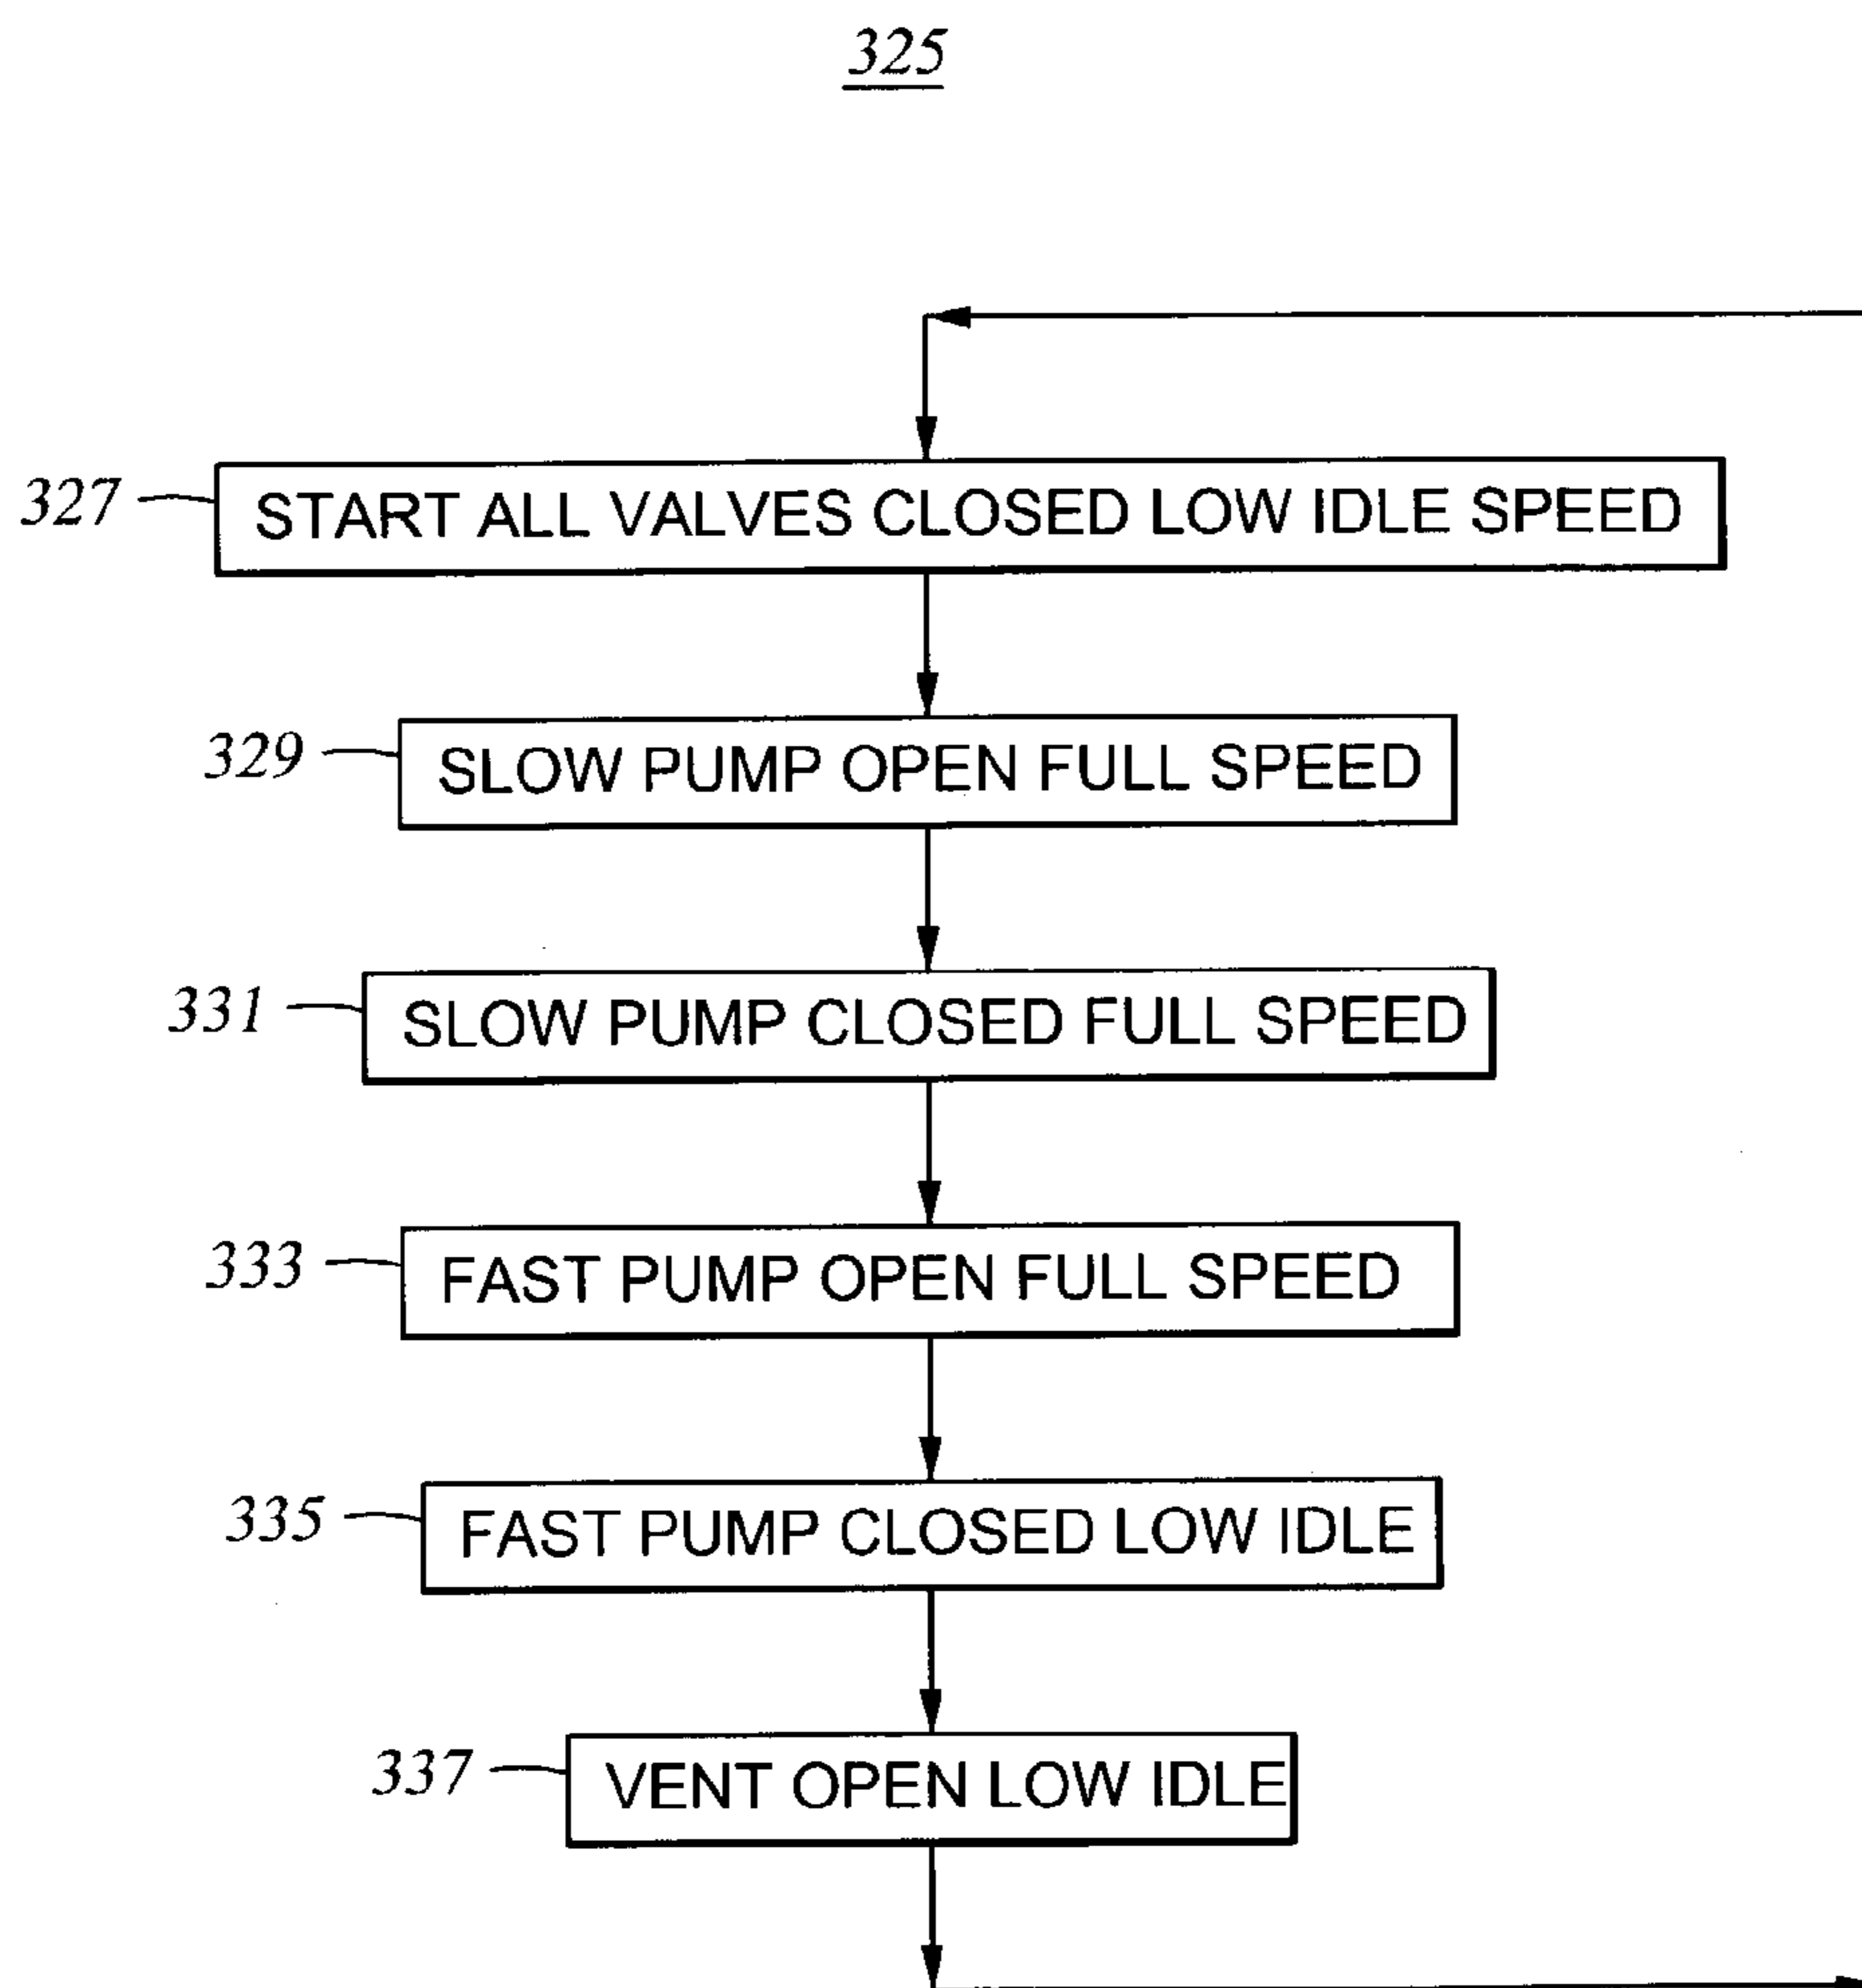 325
327 START ALL VALVES CLOSED LOW IDLE SPEED
329 SLOW PUMP OPEN FULL SPEED
331 SLOW PUMP CLOSED FULL SPEED
333 FAST PUMP OPEN FULL SPEED
335 FAST PUMP CLOSED LOW IDLE
337 VENT OPEN LOW IDLE